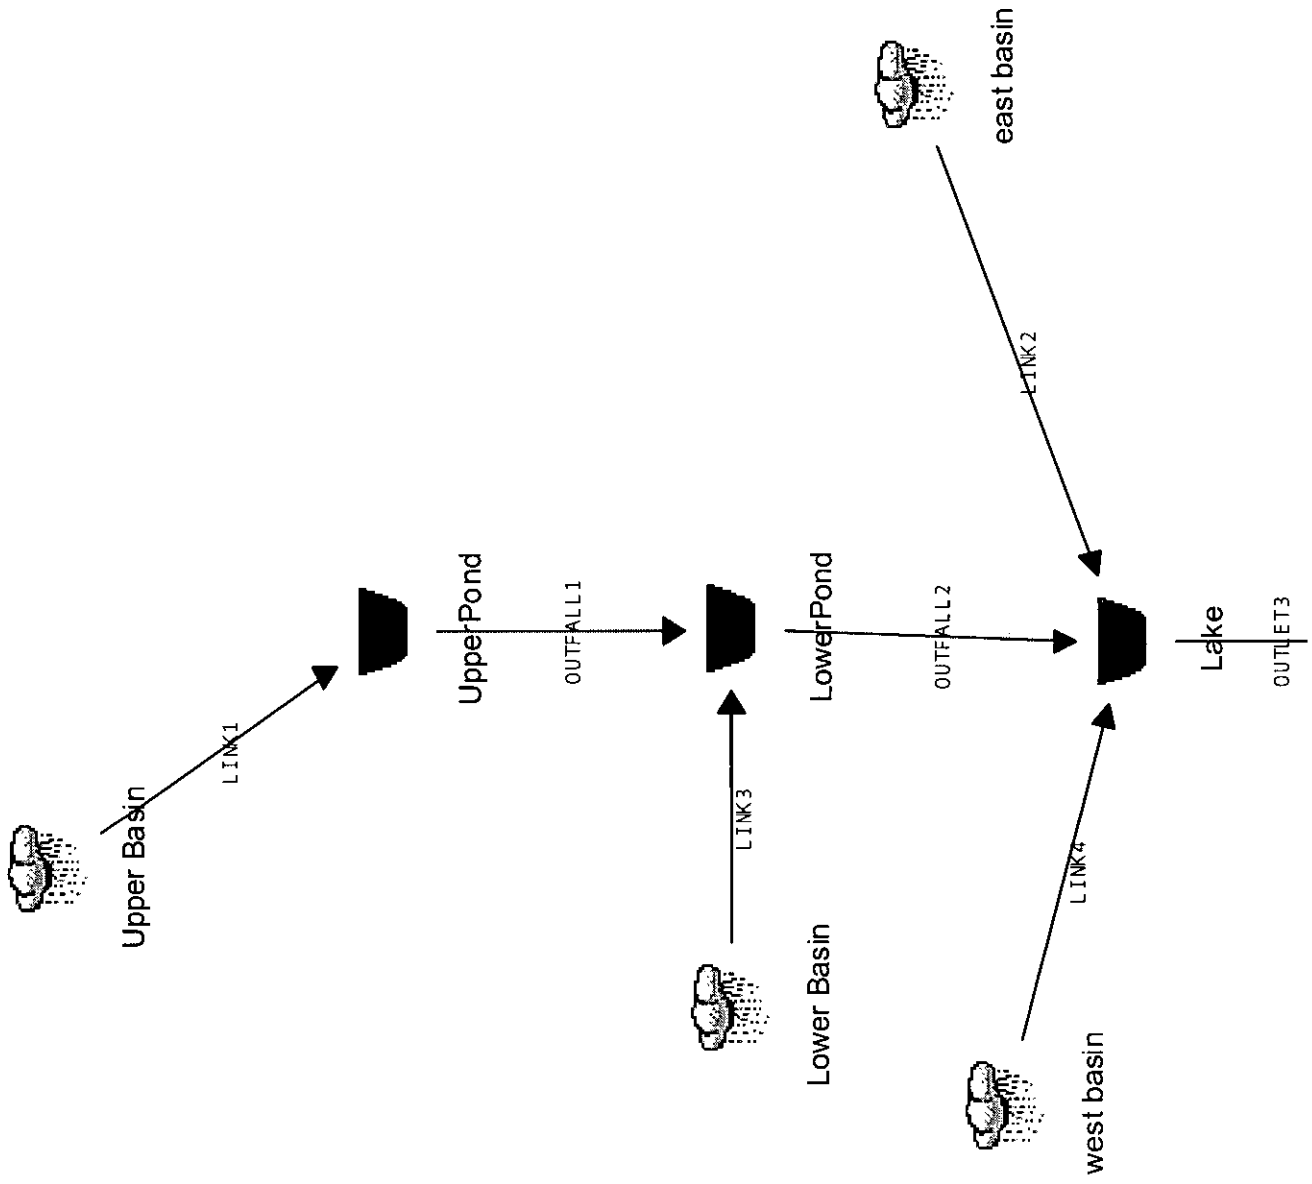 Upper Basin
LINK1
UpperPond
OUTFALL1
Lower Basin
LINK3
LowerPond
OUTFALL2
east basin
LINK2
west basin
LINK4
Lake
OUTLET3